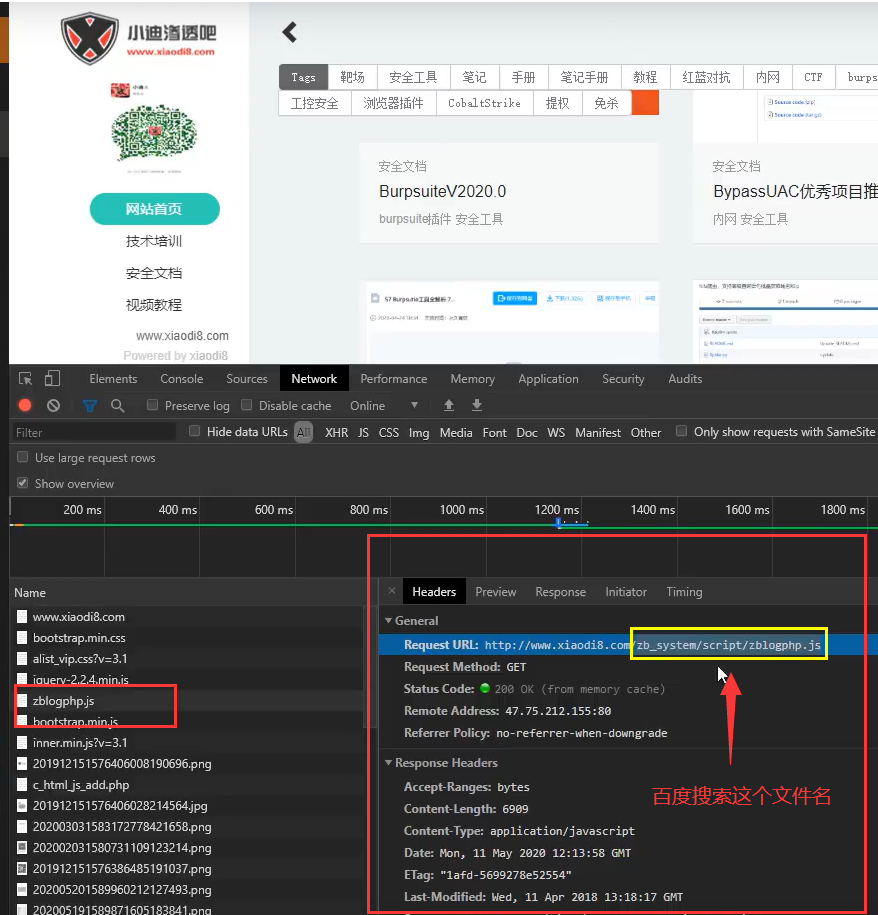 小迪渗透吧
www.xiaodi8.com
网站首页
技术培训
安全文档
视频教程
www.xiaodi8.com
Powered by xiaodi8
Tags 靶场 安全工具 笔记 手册 笔记手册 教程 红蓝对抗 内网 CTF burps
工控安全 浏览器插件 CobaltStrike 提权 免杀
Source code (zip)
Source code (tar.gz)
安全文档
BurpsuiteV2020.0
burpsuite插件 安全工具
安全文档
BypassUAC优秀项目推
内网 安全工具
Elements Console Sources Network Performance Memory Application Security Audits
Preserve log Disable cache Online
Filter Hide data URLs All XHR JS CSS Img Media Font Doc WS Manifest Other Only show requests with SameSite
Use large request rows
Show overview
200 ms 400 ms 600 ms 800 ms 1000 ms 1200 ms 1400 ms 1600 ms 1800 ms
Name
www.xiaodi8.com
bootstrap.min.css
alist_vip.css?v=3.1
jquery-2.2.4.min.js
zblogphp.js
bootstrap.min.js
inner.min.js?v=3.1
201912151576406008190696.png
c_html_js_add.php
201912151576406028214564.jpg
202003031583172778421658.png
202002031580731109123214.png
201912151576386485191037.png
202005201589960212127493.png
202005191589871605183841.png
× Headers Preview Response Initiator Timing
General
Request URL: http://www.xiaodi8.com/zb_system/script/zblogphp.js
Request Method: GET
Status Code: 200 OK (from memory cache)
Remote Address: 47.75.212.155:80
Referrer Policy: no-referrer-when-downgrade
Response Headers
Accept-Ranges: bytes
Content-Length: 6909
Content-Type: application/javascript
Date: Mon, 11 May 2020 12:13:58 GMT
ETag: "1afd-5699278e52554"
Last-Modified: Wed, 11 Apr 2018 13:18:17 GMT
百度搜索这个文件名